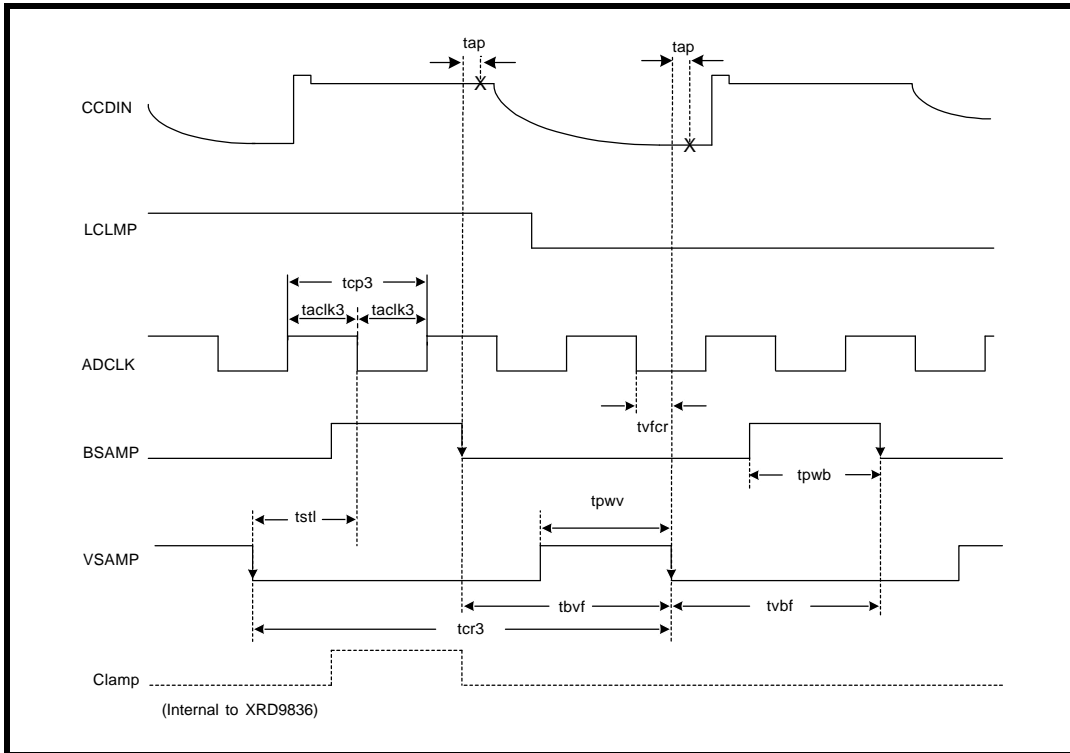 tap tap
CCDIN
X
X
LCLMP
tcp3
taclk3 taclk3
ADCLK
tvfcr
BSAMP
tpwb
tpwv
tstl
VSAMP
tbvf tvbf
tcr3
Clamp
(Internal to XRD9836)